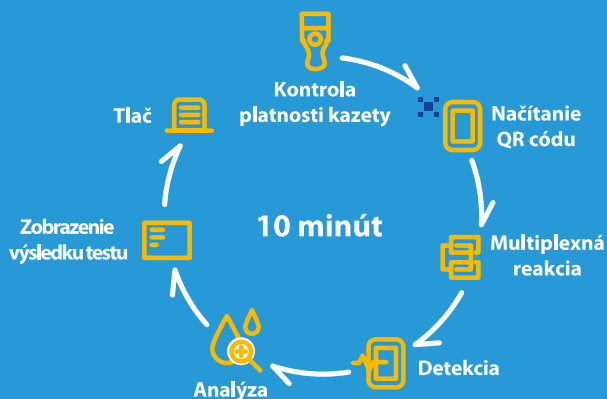 Kontrola
platnosti kazety
Načítanie
QR códu
Multiplexná
reakcia
Detekcia
Analýza
Zobrazenie
výsledku testu
Tlač
10 minút